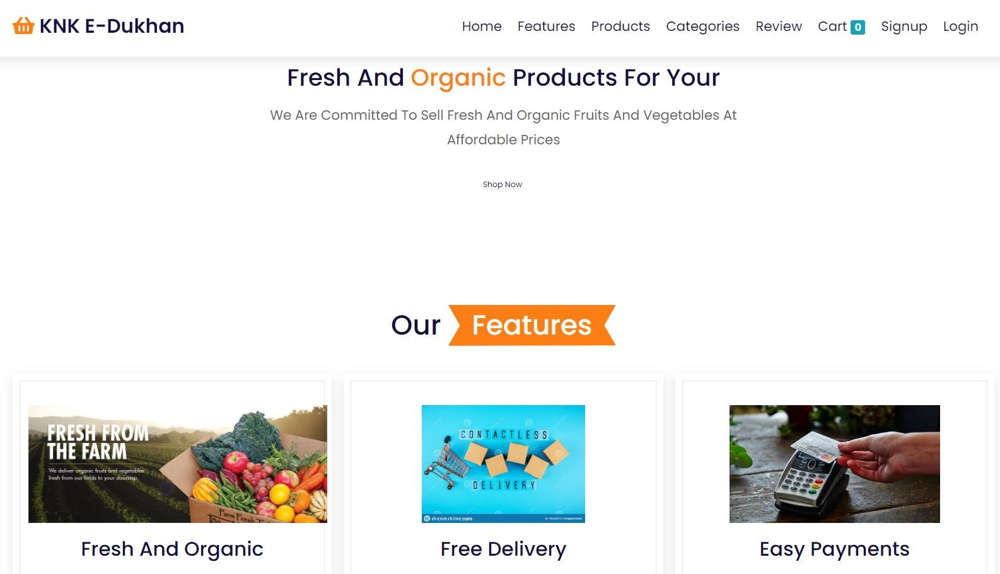 KNK E-Dukhan
Home Features Products Categories Review Cart 0 Signup Login
Fresh And Organic Products For Your
We Are Committed To Sell Fresh And Organic Fruits And Vegetables At
Affordable Prices
Shop Now
Our Features
FRESH FROM
THE FARM
We deliver organic fruits and vegetables
fresh from our fields to your doorstep.
Farm Fresh
CONTACTLESS
DELIVERY
dreamstime.com
Fresh And Organic
Free Delivery
Easy Payments